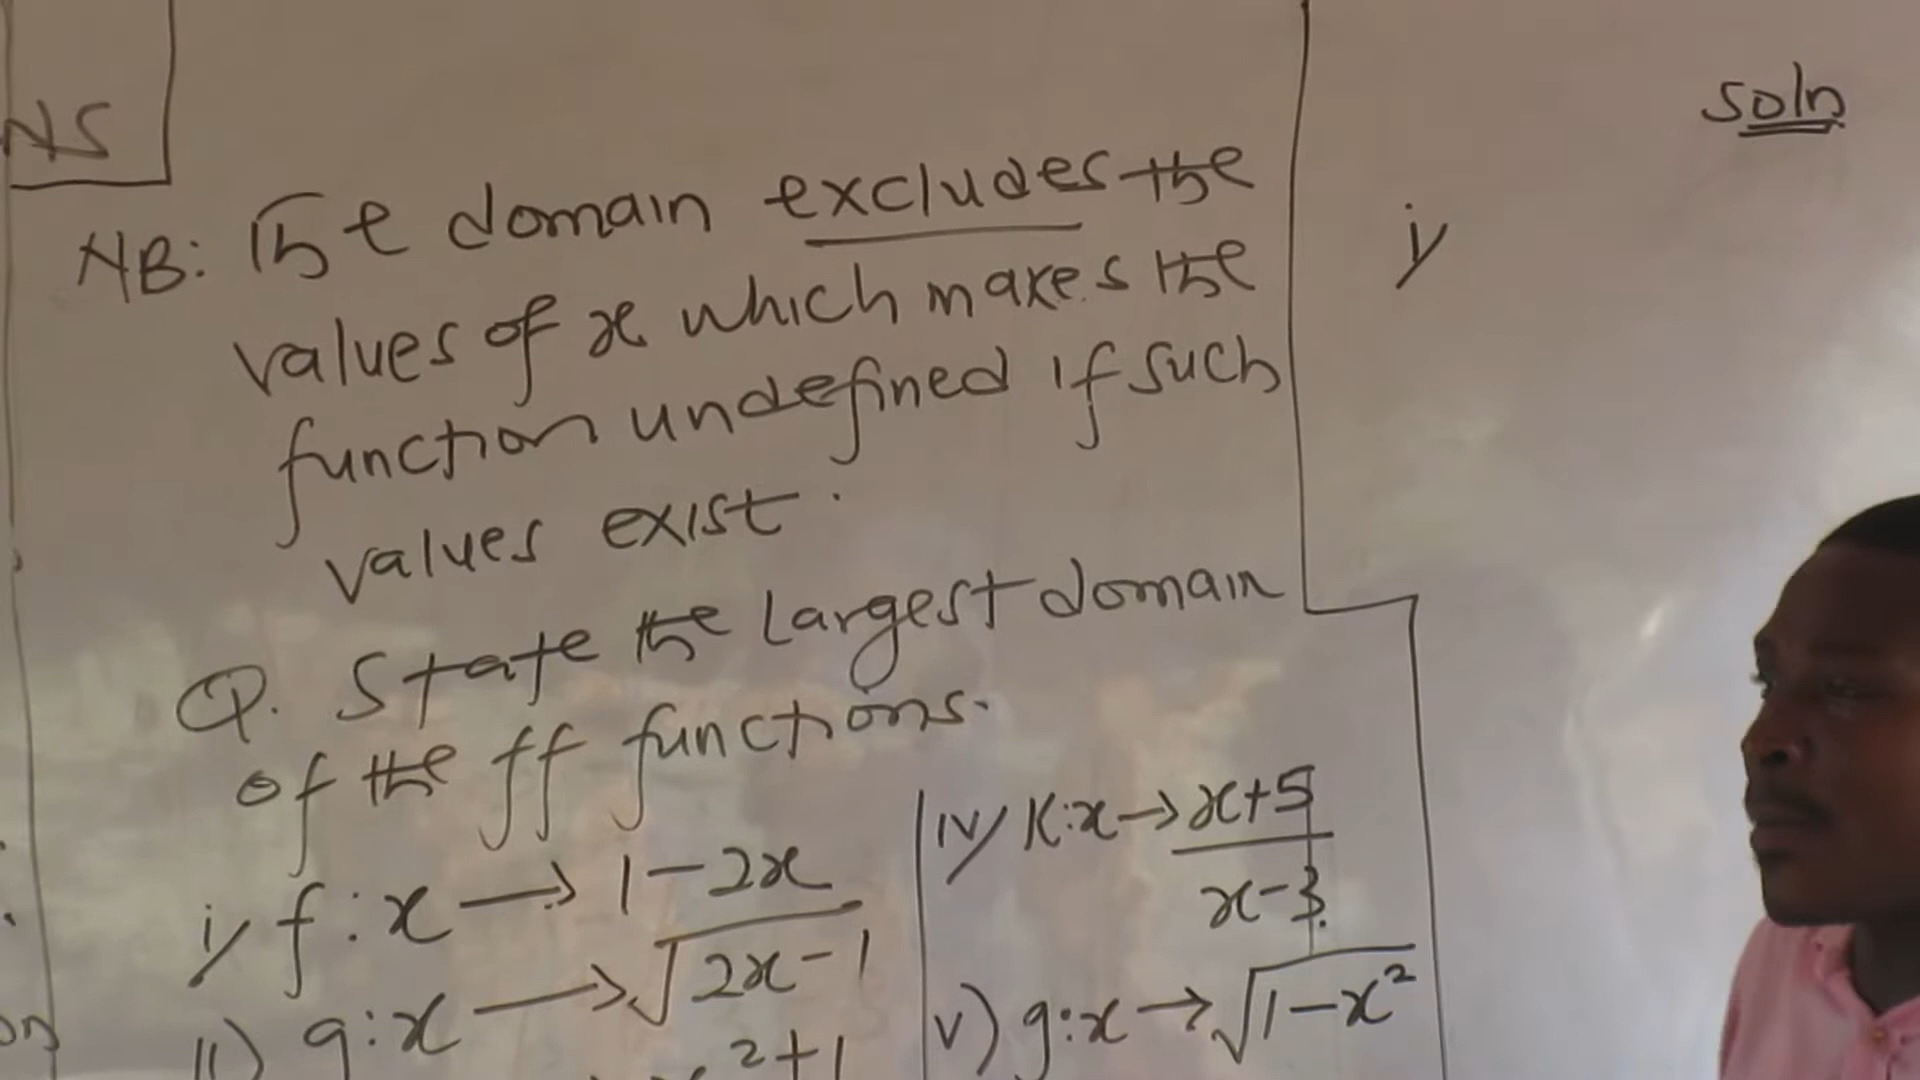 NS
NB: The domain excludes the
values of x which makes the
function undefined if such
values exist.
Q. State the largest domain
of the ff functions.
i/ f : x → 1-2x
ii) g : x → √2x-1
²+1
iv/ K : x → x+5
x-3
v) g : x → √1-x²
soln
i/
on